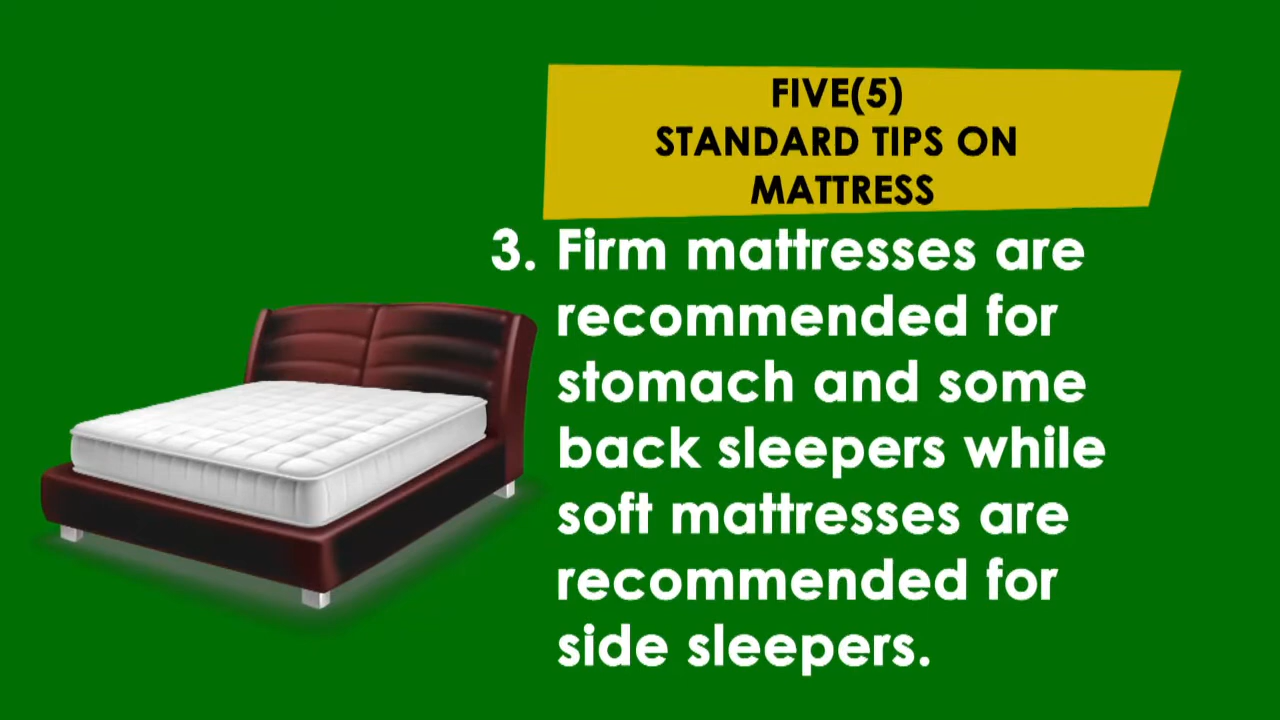 FIVE(5)
STANDARD TIPS ON
MATTRESS
3. Firm mattresses are
recommended for
stomach and some
back sleepers while
soft mattresses are
recommended for
side sleepers.